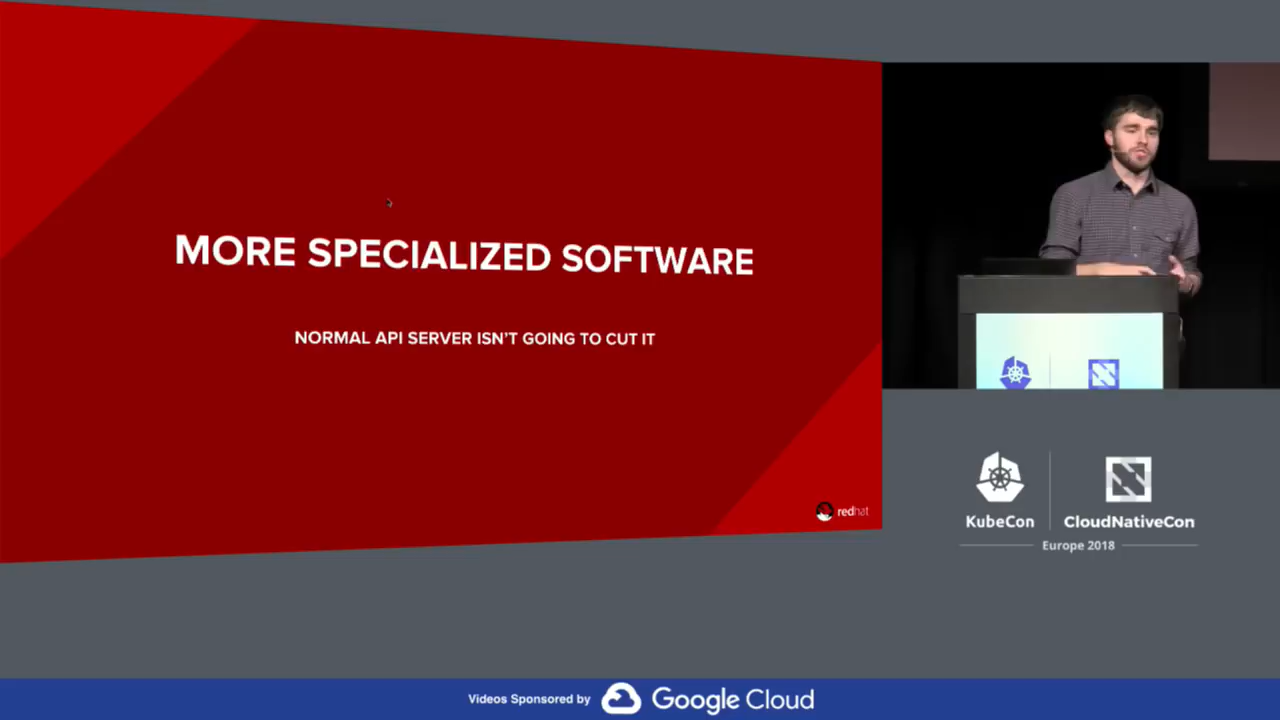 MORE SPECIALIZED SOFTWARE
NORMAL API SERVER ISN'T GOING TO CUT IT
redhat
KubeCon
CloudNativeCon
Europe 2018
Videos Sponsored by
Google Cloud